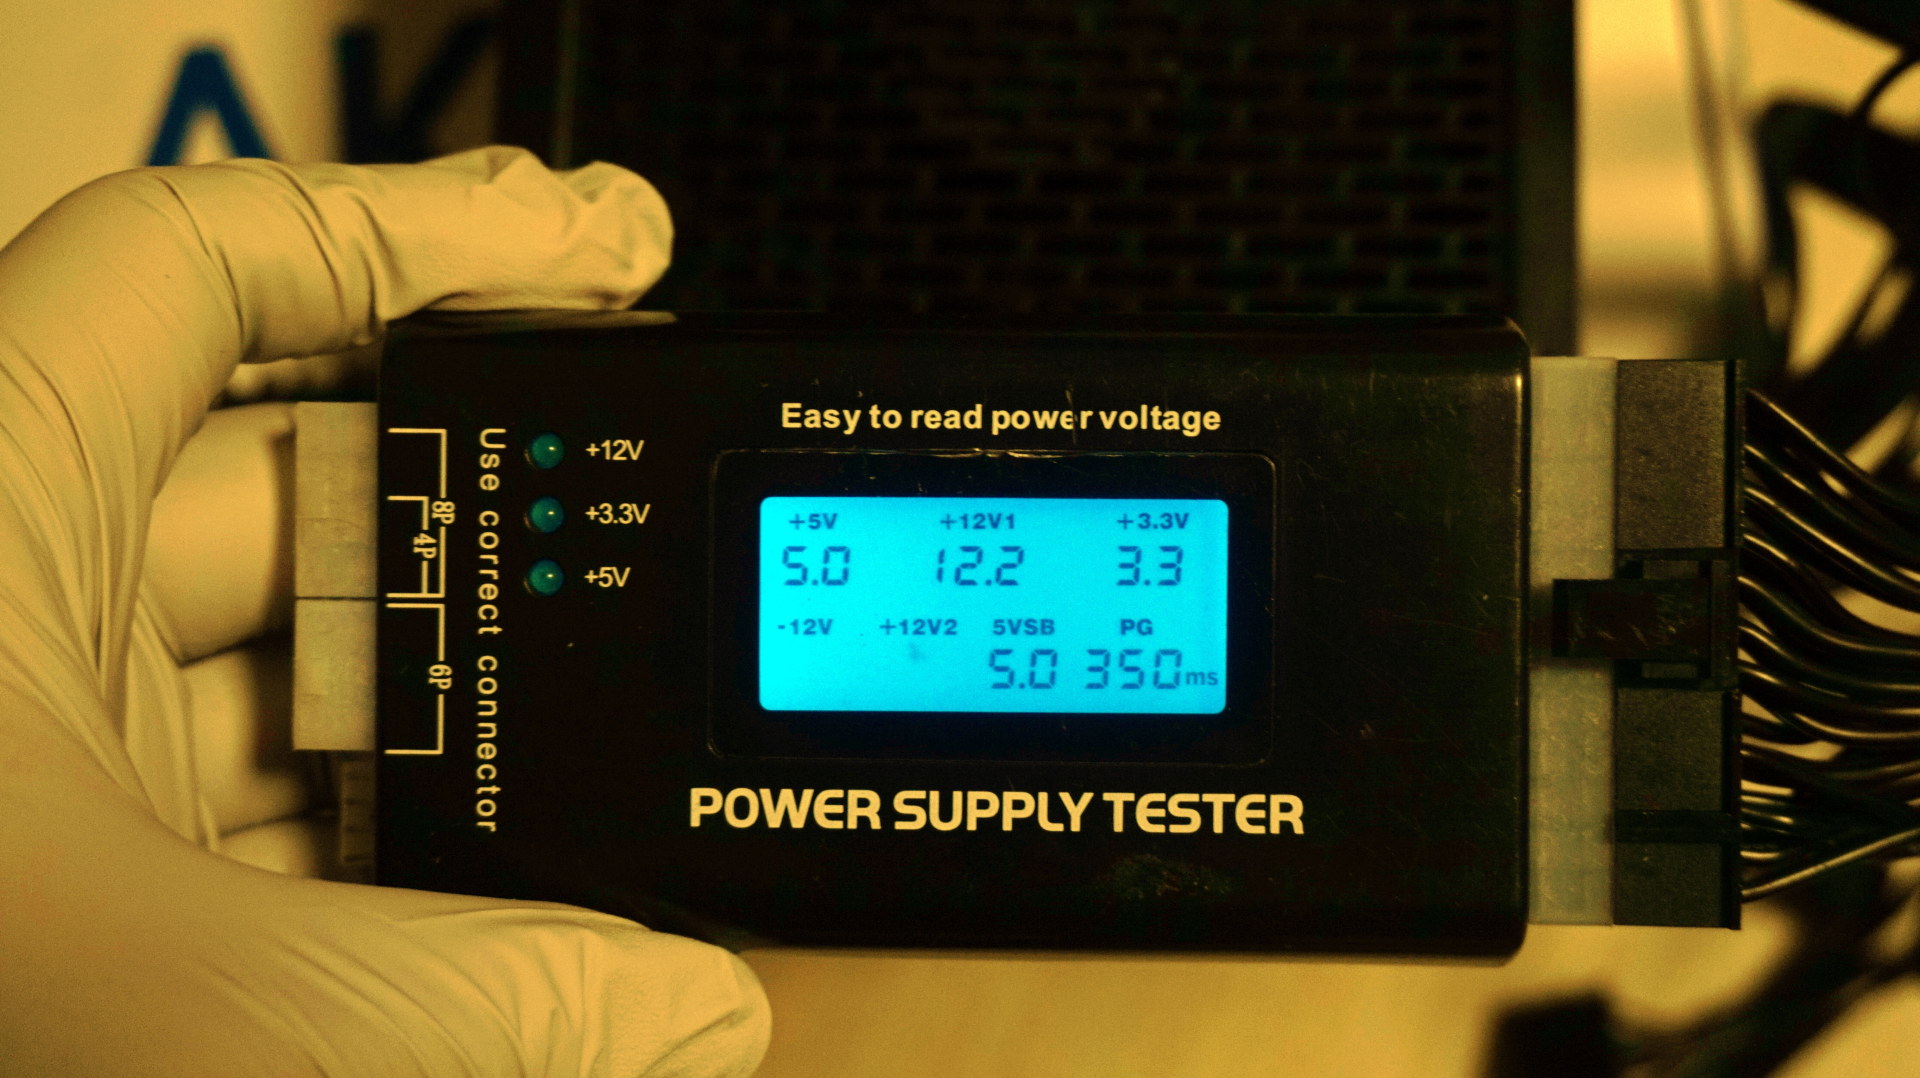 AK
Easy to read power voltage
Use correct connector
8P
4P
6P
+12V
+3.3V
+5V
+5V +12V1 +3.3V
5.0 12.2 3.3
-12V +12V2 5VSB PG
5.0 350ms
POWER SUPPLY TESTER